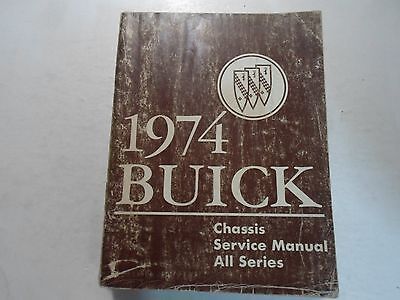 1974
BUICK
Chassis
Service Manual
All Series